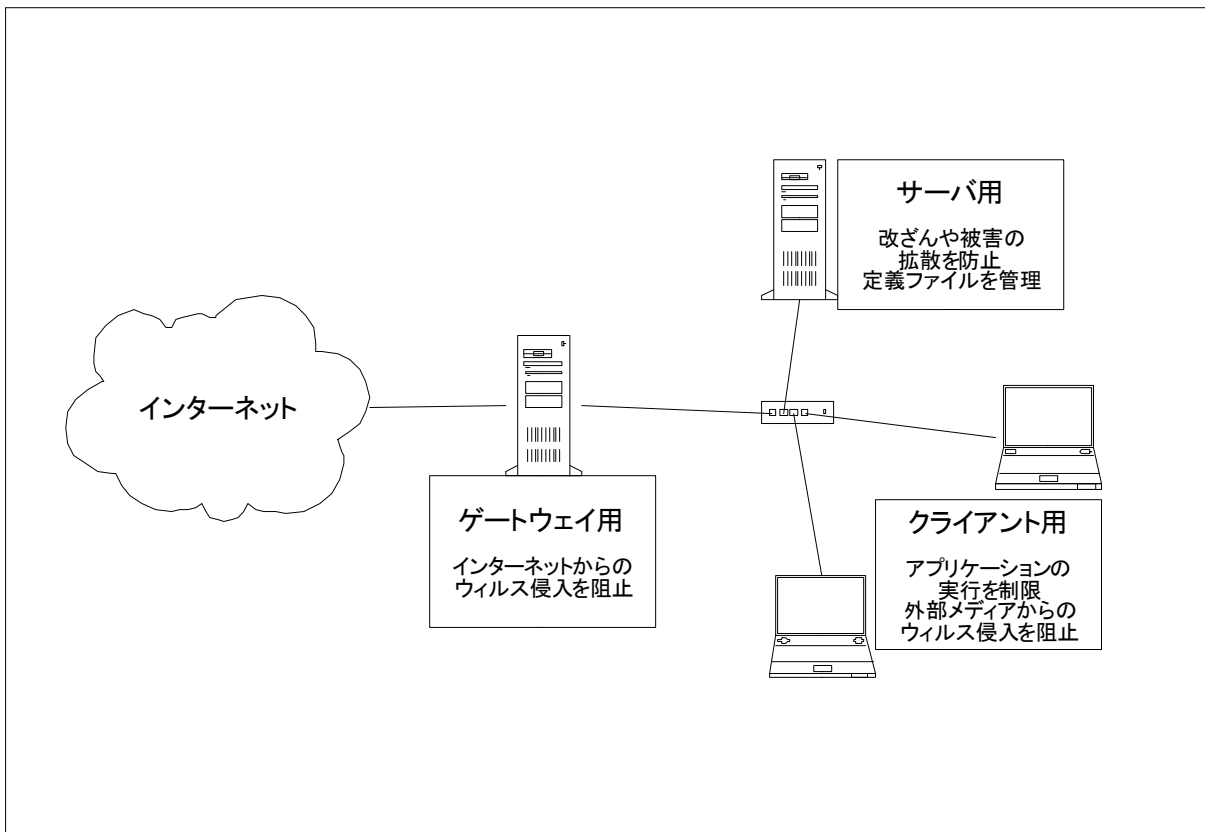 サーバ用
改ざんや被害の
拡散を防止
定義ファイルを管理
インターネット
ゲートウェイ用
インターネットからの
ウィルス侵入を阻止
クライアント用
アプリケーションの
実行を制限
外部メディアからの
ウィルス侵入を阻止